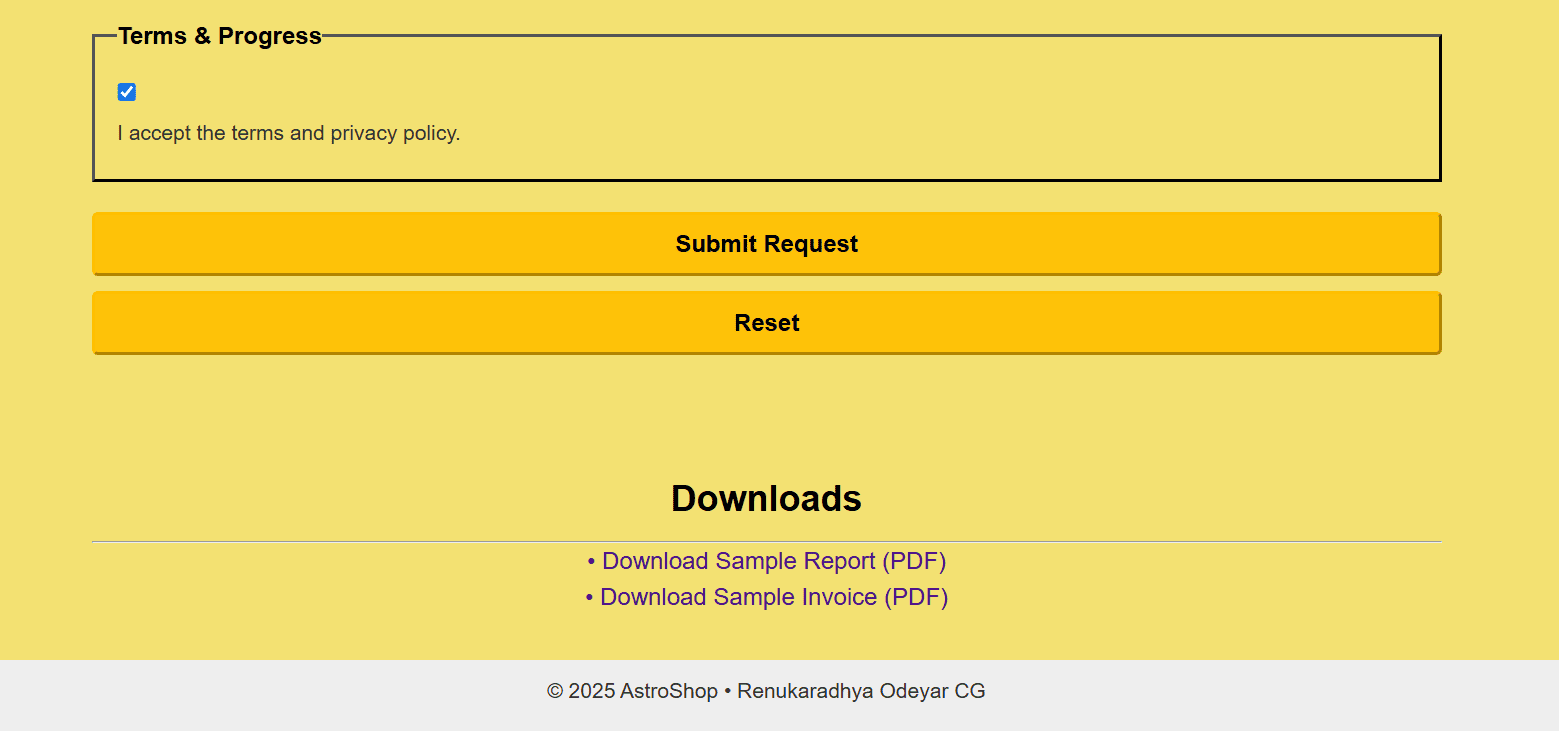 Terms & Progress
I accept the terms and privacy policy.
Submit Request
Reset
Downloads
• Download Sample Report (PDF)
• Download Sample Invoice (PDF)
© 2025 AstroShop • Renukaradhya Odeyar CG